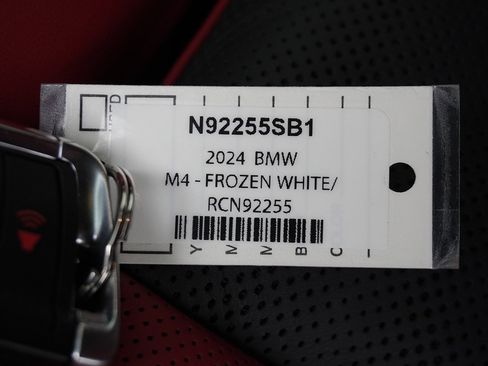 N92255SB1
2024 BMW
M4 - FROZEN WHITE/
RCN92255